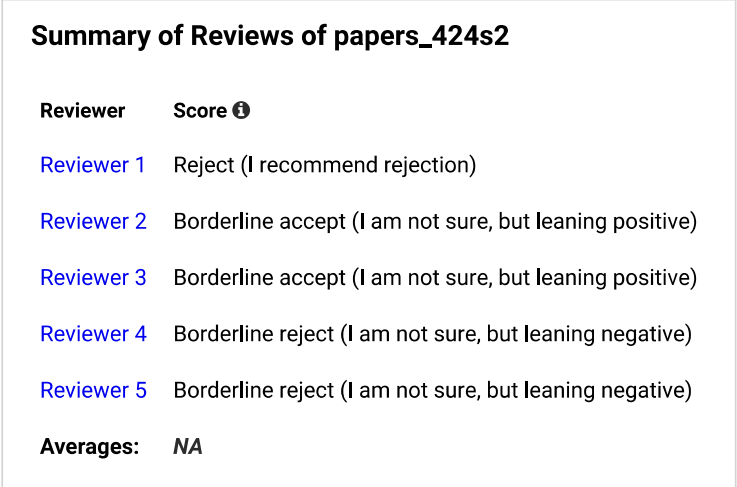 Summary of Reviews of papers_424s2
Reviewer Score
Reviewer 1 Reject (I recommend rejection)
Reviewer 2 Borderline accept (I am not sure, but leaning positive)
Reviewer 3 Borderline accept (I am not sure, but leaning positive)
Reviewer 4 Borderline reject (I am not sure, but leaning negative)
Reviewer 5 Borderline reject (I am not sure, but leaning negative)
Averages: NA